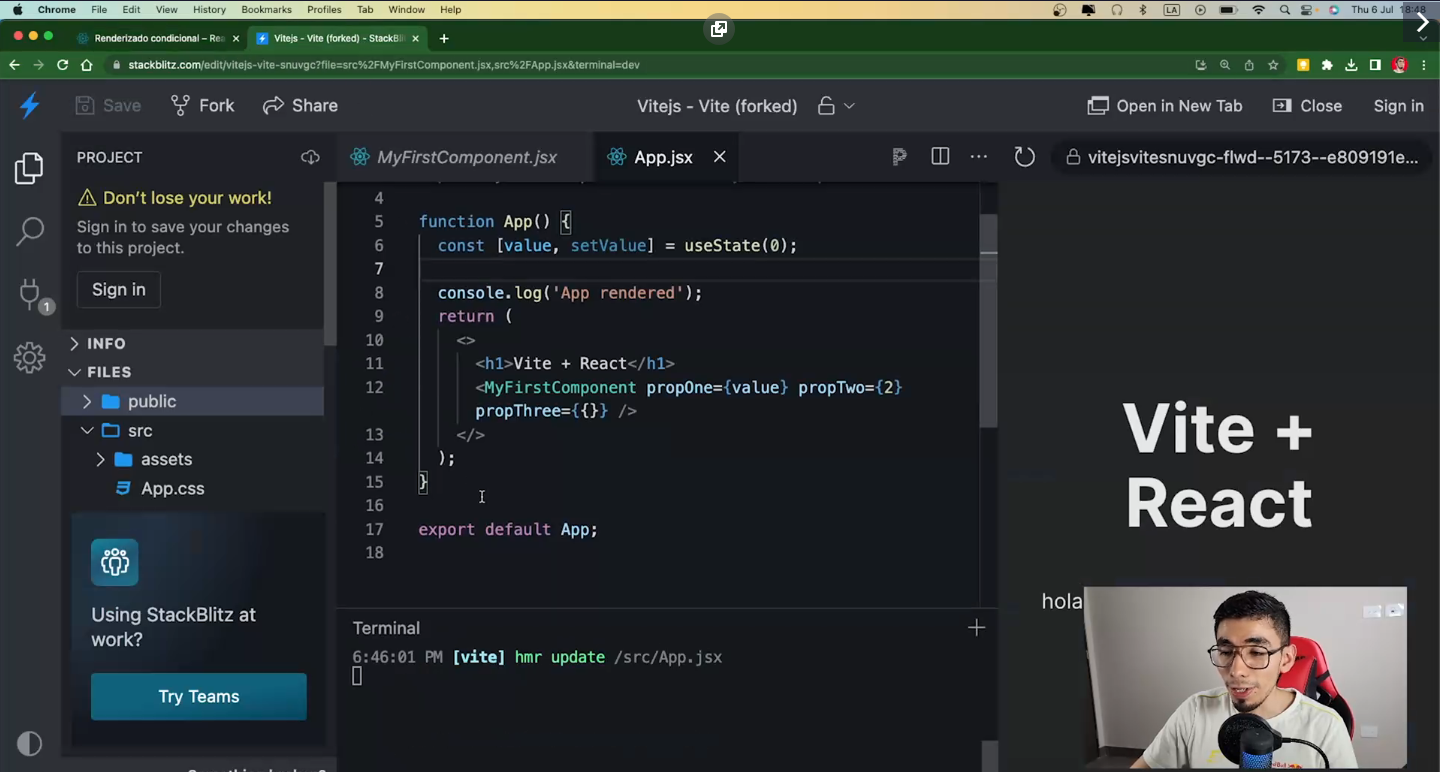 Chrome File Edit View History Bookmarks Profiles Tab Window Help LA Thu 6 Jul 18:48
Renderizado condicional – Rea
Vitejs - Vite (forked) - StackBli
stackblitz.com/edit/vitejs-vite-snuvgc?file=src%2FMyFirstComponent.jsx,src%2FApp.jsx&terminal=dev
Save Fork Share Vitejs - Vite (forked) Open in New Tab Close Sign in
PROJECT
Don't lose your work!
Sign in to save your changes
to this project.
Sign in
1
INFO
FILES
public
src
assets
App.css
Using StackBlitz at
work?
Try Teams
MyFirstComponent.jsx App.jsx
vitejsvitesnuvgc-flwd--5173--e809191e...
4
5 function App() {
6 const [value, setValue] = useState(0);
7
8 console.log('App rendered');
9 return (
10 <>
11 <h1>Vite + React</h1>
12 <MyFirstComponent propOne={value} propTwo={2}
propThree={{}} />
13 </>
14 );
15 }
16
17 export default App;
18
Terminal
6:46:01 PM [vite] hmr update /src/App.jsx
Vite +
React
hola